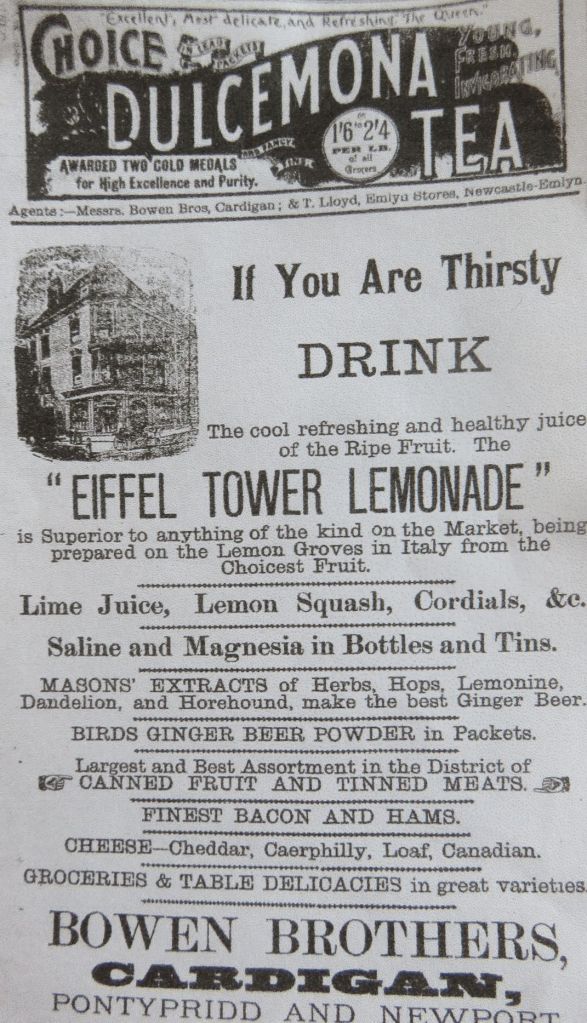 "Excellent, Most delicate, and Refreshing" "The Queen."
CHOICE
IN LEAD
PACKETS
YOUNG,
FRESH,
INVIGORATING,
DULCEMONA
TEA
AND FANCY
TINS.
1/6 to 2/4
PER LB.
of all
Grocers
AWARDED TWO GOLD MEDALS
for High Excellence and Purity.
Agents:—Messrs. Bowen Bros, Cardigan; & T. Lloyd, Emlyn Stores, Newcastle-Emlyn
If You Are Thirsty
DRINK
The cool refreshing and healthy juice
of the Ripe Fruit. The
"EIFFEL TOWER LEMONADE"
is Superior to anything of the kind on the Market, being
prepared on the Lemon Groves in Italy from the
Choicest Fruit.
Lime Juice, Lemon Squash, Cordials, &c.
Saline and Magnesia in Bottles and Tins.
MASONS' EXTRACTS of Herbs, Hops, Lemonine,
Dandelion, and Horehound, make the best Ginger Beer.
BIRDS GINGER BEER POWDER in Packets.
Largest and Best Assortment in the District of
CANNED FRUIT AND TINNED MEATS.
FINEST BACON AND HAMS.
CHEESE—Cheddar, Caerphilly, Loaf, Canadian.
GROCERIES & TABLE DELICACIES in great varieties
BOWEN BROTHERS,
CARDIGAN,
PONTYPRIDD AND NEWPORT